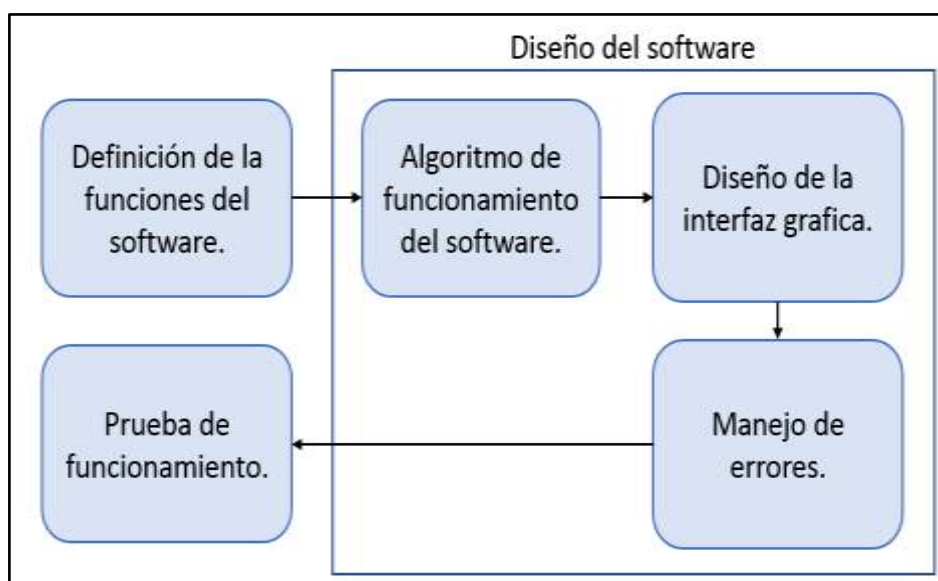 Diseño del software
Definición de la
funciones del
software.
Algoritmo de
funcionamiento
del software.
Diseño de la
interfaz grafica.
Prueba de
funcionamiento.
Manejo de
errores.